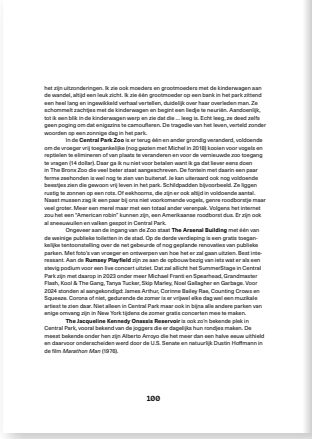 het zijn uitzonderingen. Ik zie ook moeders en grootmoeders met de kinderwagen aan
de wandel, altijd een leuk zicht. Ik zie één grootmoeder op een bank in het park zittend
een heel lang en ingewikkeld verhaal vertellen, duidelijk over haar overleden man. Ze
schommelt zachtjes met de kinderwagen en begint een liedje te neuriën. Aandoenlijk,
tot ik een blik in de kinderwagen werp en zie dat die ... leeg is. Echt leeg, ze deed zelfs
geen poging dat enigszins te camoufleren. De tragedie van het leven, verteld zonder
woorden op een zonnige dag in het park.
In de Central Park Zoo is er terug één en ander grondig veranderd, voldoende
om de vroeger vrij toegankelijke (nog gezien met Michel in 2018) kooien voor vogels en
reptielen te elimineren of van plaats te veranderen en voor de vernieuwde zoo toegang
te vragen (14 dollar). Daar ga ik nu niet voor betalen want ik ga dat liever eens doen
in The Bronx Zoo die veel beter staat aangeschreven. De fontein met daarin een paar
ferme zeehonden is wel nog te zien van buitenaf. Je kan uiteraard ook nog voldoende
beestjes zien die gewoon vrij leven in het park. Schildpadden bijvoorbeeld. Ze liggen
rustig te zonnen op een rots. Of eekhoorns, die zijn er ook altijd in voldoende aantal.
Naast mussen zag ik een paar bij ons niet voorkomende vogels, genre roodborstje maar
veel groter. Meer een merel maar met een totaal ander verenpak. Volgens het internet
zou het een "American robin" kunnen zijn, een Amerikaanse roodborst dus. Er zijn ook
al sneeuwuilen en valken gespot in Central Park.
Ongeveer aan de ingang van de Zoo staat The Arsenal Building met één van
de weinige publieke toiletten in de stad. Op de derde verdieping is een gratis toegan-
kelijke tentoonstelling over de net gebeurde of nog geplande renovaties van publieke
parken. Met foto's van vroeger en ontwerpen van hoe het er zal gaan uitzien. Best inte-
ressant. Aan de Rumsey Playfield zijn ze aan de opbouw bezig van iets wat er als een
stevig podium voor een live concert uitziet. Dat zal allicht het SummerStage in Central
Park zijn met daarop in 2023 onder meer Michael Franti en Spearhead, Grandmaster
Flash, Kool & The Gang, Tanya Tucker, Skip Marley, Noel Gallagher en Garbage. Voor
2024 stonden al aangekondigd: James Arthur, Corinne Bailey Rae, Counting Crows en
Squeeze. Corona of niet, gedurende de zomer is er vrijwel elke dag wel een muzikale
artiest te zien daar. Niet alleen in Central Park maar ook in bijna alle andere parken van
enige omvang zijn in New York tijdens de zomer gratis concerten mee te maken.
The Jacqueline Kennedy Onassis Reservoir is ook zo'n bekende plek in
Central Park, vooral bekend van de joggers die er dagelijks hun rondjes maken. De
meest bekende onder hen zijn Alberto Arroyo die het meer dan een halve eeuw uithield
en daarvoor onderscheiden werd door de U.S. Senate en natuurlijk Dustin Hoffmann in
de film Marathon Man (1976).
100